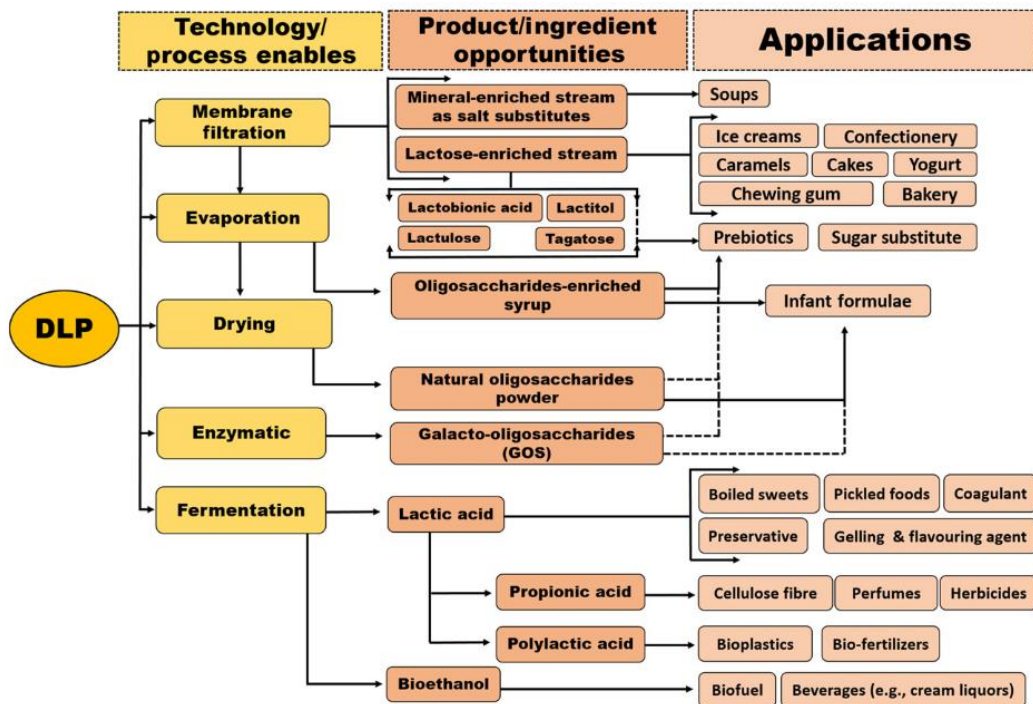 Technology/
process enables
Product/ingredient
opportunities
Applications
Membrane
filtration
Mineral-enriched stream
as salt substitutes
Soups
Lactose-enriched stream
Ice creams
Confectionery
Caramels
Cakes
Yogurt
Chewing gum
Bakery
Evaporation
Lactobionic acid
Lactitol
Lactulose
Tagatose
Prebiotics
Sugar substitute
Oligosaccharides-enriched
syrup
Infant formulae
DLP
Drying
Natural oligosaccharides
powder
Enzymatic
Galacto-oligosaccharides
(GOS)
Fermentation
Lactic acid
Boiled sweets
Pickled foods
Coagulant
Preservative
Gelling & flavouring agent
Propionic acid
Cellulose fibre
Perfumes
Herbicides
Polylactic acid
Bioplastics
Bio-fertilizers
Bioethanol
Biofuel
Beverages (e.g., cream liquors)